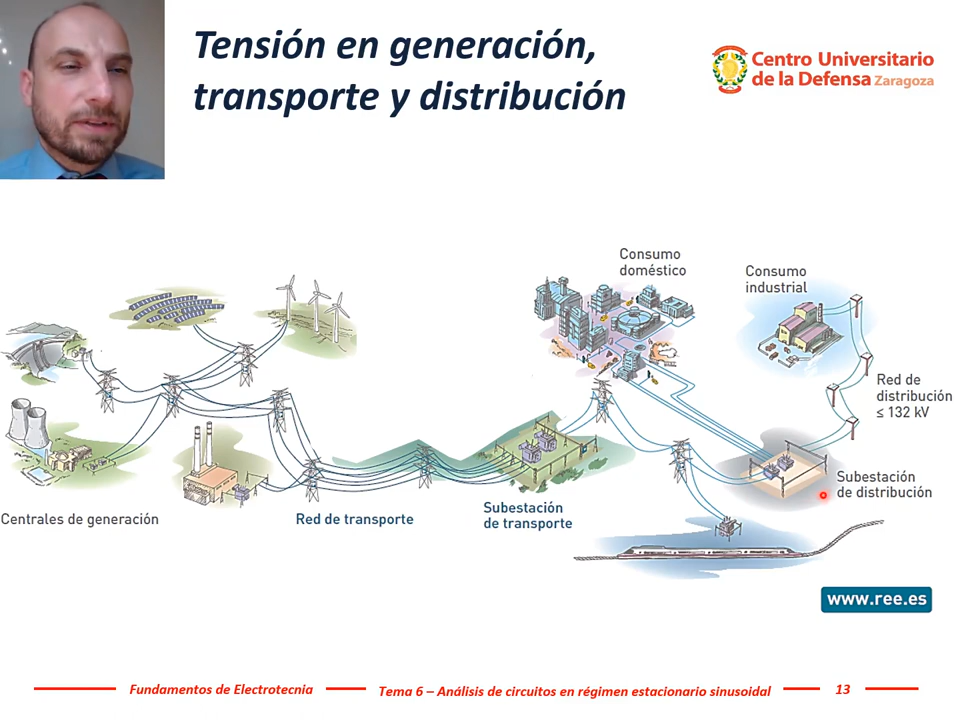 Tensión en generación,
transporte y distribución
Centro Universitario
de la Defensa Zaragoza
Consumo
doméstico
Consumo
industrial
Red de
distribución
≤ 132 kV
Subestación
de distribución
Centrales de generación
Red de transporte
Subestación
de transporte
www.ree.es
Fundamentos de Electrotecnia
Tema 6 – Análisis de circuitos en régimen estacionario sinusoidal
13